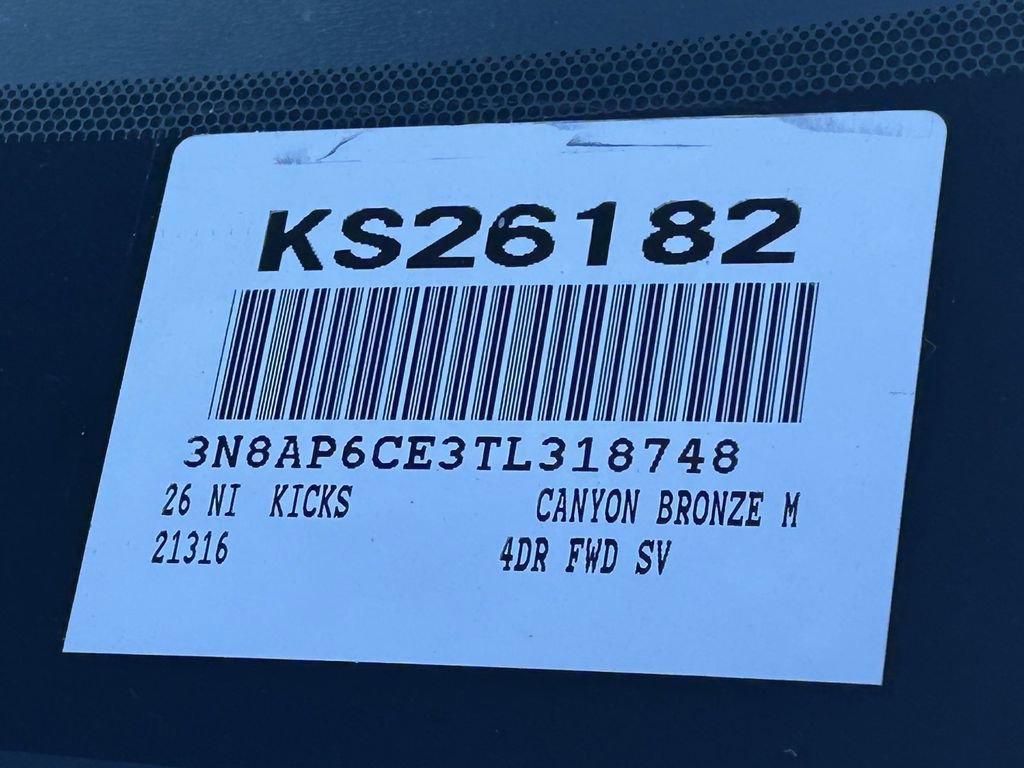 KS26182
3N8AP6CE3TL318748
26 NI KICKS CANYON BRONZE M
21316 4DR FWD SV